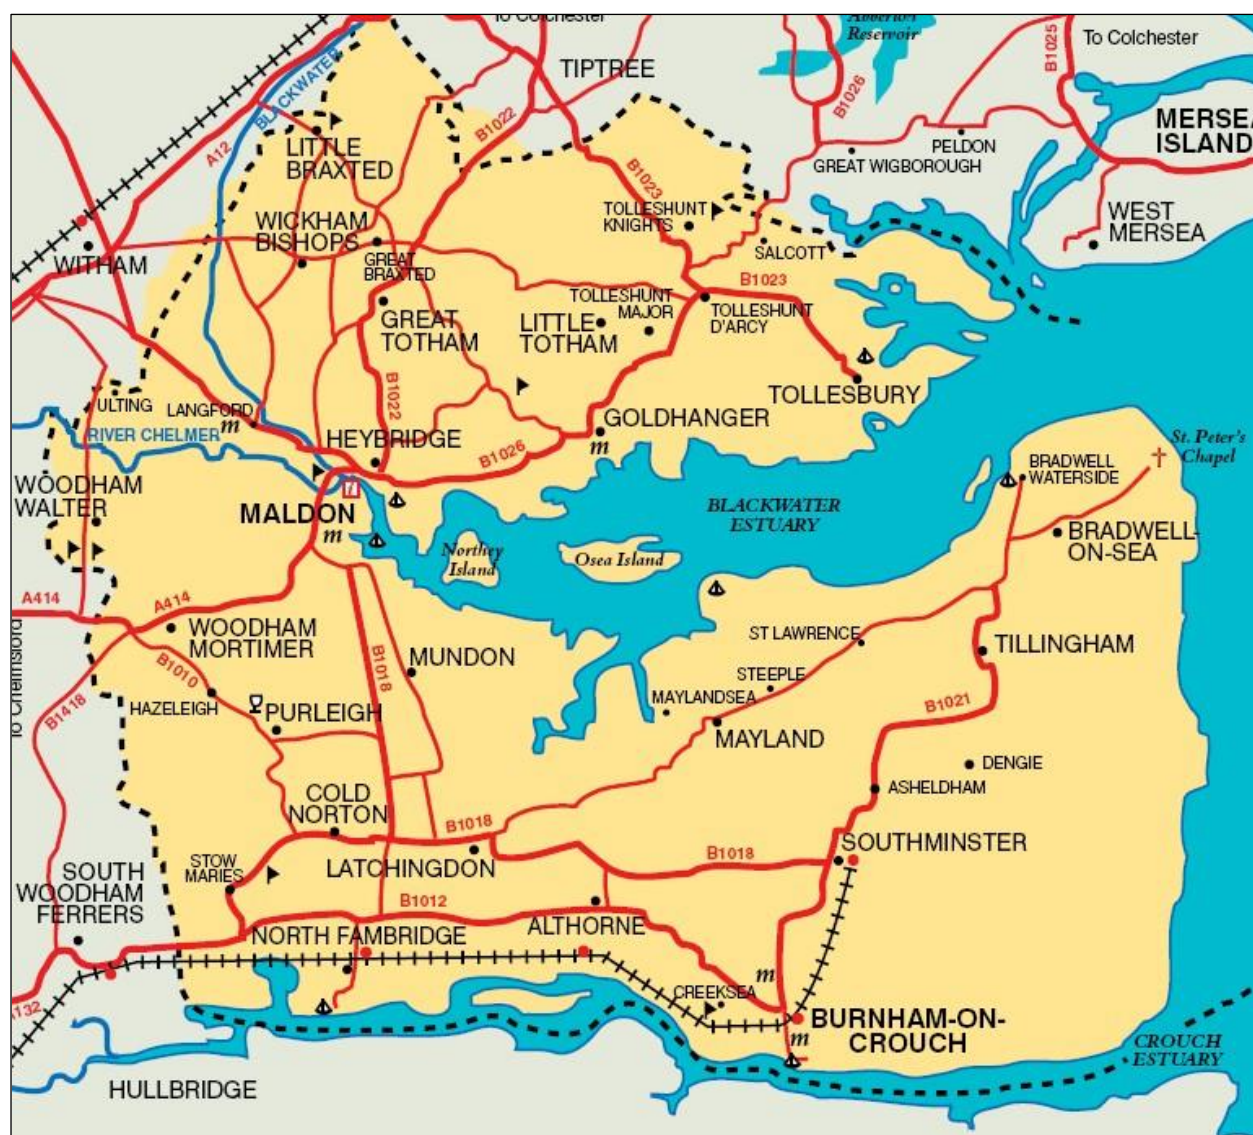 To Colchester
Abberton
Reservoir
To Colchester
B1025
TIPTREE
B1026
BLACKWATER
A12
B1022
MERSEA
ISLAND
LITTLE
BRAXTED
PELDON
GREAT WIGBOROUGH
B1023
WICKHAM
BISHOPS
TOLLESHUNT
KNIGHTS
WEST
MERSEA
WITHAM
GREAT
BRAXTED
SALCOTT
B1023
TOLLESHUNT
MAJOR
TOLLESHUNT
D'ARCY
GREAT
TOTHAM
LITTLE
TOTHAM
B1022
TOLLESBURY
ULTING
LANGFORD
m
GOLDHANGER
m
RIVER CHELMER
HEYBRIDGE
B1026
St. Peter's
Chapel
BRADWELL
WATERSIDE
WOODHAM
WALTER
i
MALDON
m
BLACKWATER
ESTUARY
BRADWELL-
ON-SEA
Northey
Island
Osea Island
A414
A414
WOODHAM
MORTIMER
ST LAWRENCE
TILLINGHAM
To Chelmsford
B1418
B1010
B1018
MUNDON
STEEPLE
HAZELEIGH
MAYLANDSEA
PURLEIGH
MAYLAND
B1021
DENGIE
ASHELDHAM
COLD
NORTON
B1018
SOUTHMINSTER
B1018
STOW
MARIES
LATCHINGDON
SOUTH
WOODHAM
FERRERS
B1012
NORTH FAMBRIDGE
ALTHORNE
m
CREEKSEA
132
BURNHAM-ON-
CROUCH
m
CROUCH
ESTUARY
HULLBRIDGE